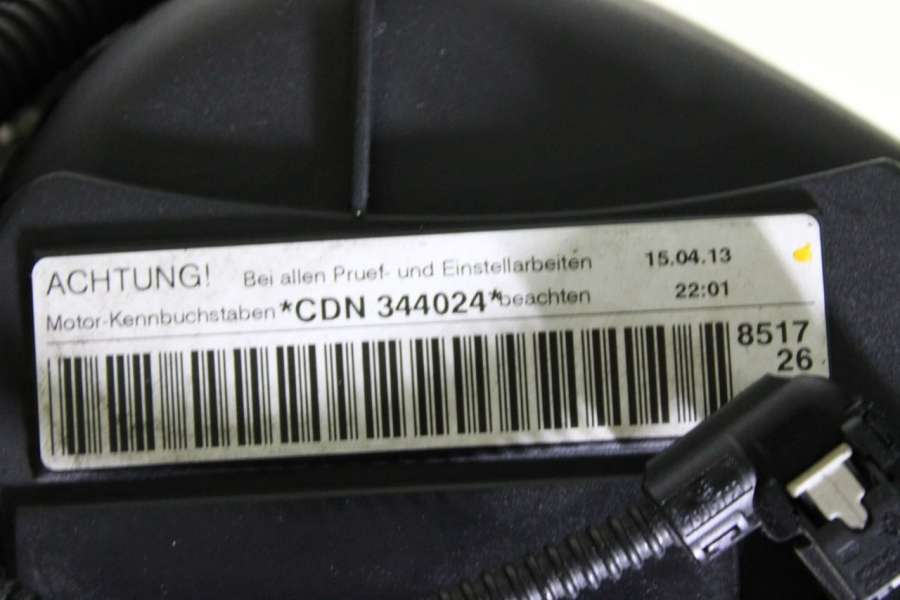 ACHTUNG! Bei allen Pruef- und Einstellarbeiten 15.04.13
Motor-Kennbuchstaben *CDN 344024* beachten 22:01
8517
26